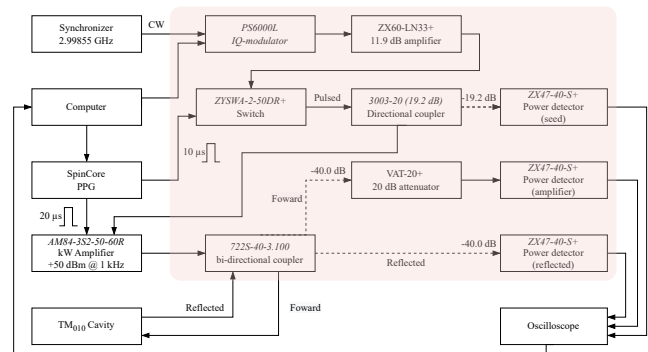 Synchronizer
2.99855 GHz
CW
PS6000L
IQ-modulator
ZX60-LN33+
11.9 dB amplifier
Computer
ZYSWA-2-50DR+
Switch
Pulsed
3003-20 (19.2 dB)
Directional coupler
-19.2 dB
ZX47-40-S+
Power detector
(seed)
10 µs
SpinCore
PPG
-40.0 dB
Foward
VAT-20+
20 dB attenuator
ZX47-40-S+
Power detector
(amplifier)
20 µs
AM84-3S2-50-60R
kW Amplifier
+50 dBm @ 1 kHz
722S-40-3.100
bi-directional coupler
-40.0 dB
Reflected
ZX47-40-S+
Power detector
(reflected)
Reflected
Foward
TM010 Cavity
Oscilloscope